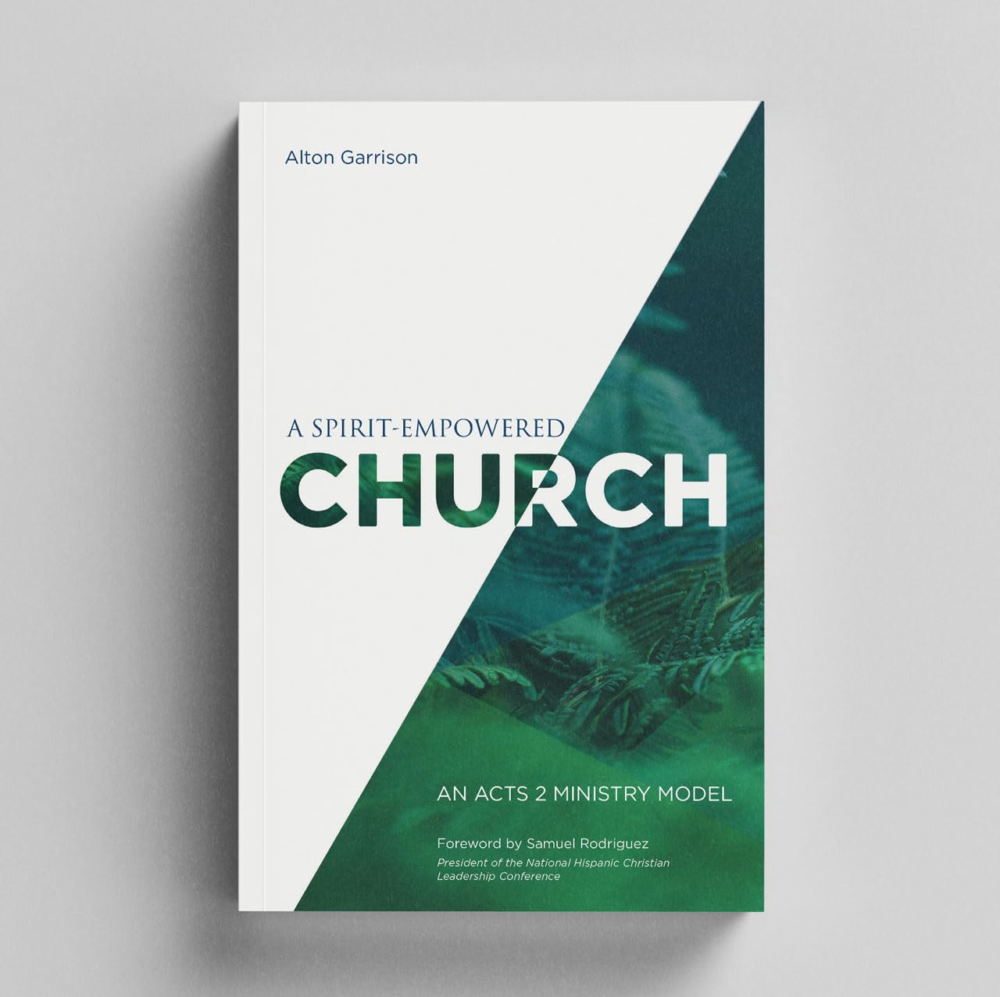 Alton Garrison
A SPIRIT-EMPOWERED
CHURCH
AN ACTS 2 MINISTRY MODEL
Foreword by Samuel Rodriguez
President of the National Hispanic Christian
Leadership Conference